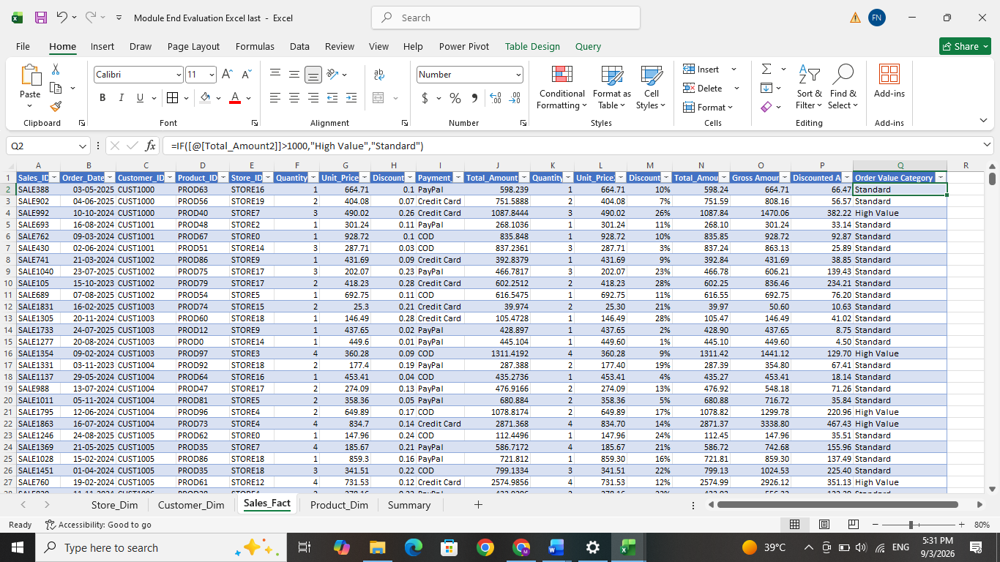 Module End Evaluation Excel last - Excel
Search
FN
File Home Insert Draw Page Layout Formulas Data Review View Help Power Pivot Table Design Query Share
Paste Calibri 11 Number Conditional Formatting Format as Table Cell Styles Insert Delete Format Sort & Filter Find & Select Add-ins
B I U A ab $ % 9 .00
Clipboard Font Alignment Number Styles Cells Editing Add-ins
Q2 fx =IF([@[Total_Amount2]]>1000,"High Value","Standard")
A B C D E F G H I J K L M N O P Q R
1 Sales_ID Order_Date Customer_ID Product_ID Store_ID Quantity Unit_Price Discount Payment Total_Amount Quantity Unit_Price Discount Total_Amou Gross Amour Discounted A Order Value Category
2 SALE388 03-05-2025 CUST1000 PROD63 STORE16 1 664.71 0.1 PayPal 598.239 1 664.71 10% 598.24 664.71 66.47 Standard
3 SALE902 04-06-2025 CUST1000 PROD56 STORE19 2 404.08 0.07 Credit Card 751.5888 2 404.08 7% 751.59 808.16 56.57 Standard
4 SALE992 10-10-2024 CUST1000 PROD40 STORE7 3 490.02 0.26 Credit Card 1087.8444 3 490.02 26% 1087.84 1470.06 382.22 High Value
5 SALE693 16-08-2024 CUST1001 PROD48 STORE2 1 301.24 0.11 PayPal 268.1036 1 301.24 11% 268.10 301.24 33.14 Standard
6 SALE762 09-03-2024 CUST1001 PROD67 STORE0 1 928.72 0.1 COD 835.848 1 928.72 10% 835.85 928.72 92.87 Standard
7 SALE430 02-06-2024 CUST1001 PROD51 STORE14 3 287.71 0.03 COD 837.2361 3 287.71 3% 837.24 863.13 25.89 Standard
8 SALE741 21-03-2024 CUST1002 PROD86 STORE9 1 431.69 0.09 Credit Card 392.8379 1 431.69 9% 392.84 431.69 38.85 Standard
9 SALE1040 23-07-2025 CUST1002 PROD75 STORE17 3 202.07 0.23 PayPal 466.7817 3 202.07 23% 466.78 606.21 139.43 Standard
10 SALE105 15-10-2023 CUST1002 PROD79 STORE17 2 418.23 0.28 Credit Card 602.2512 2 418.23 28% 602.25 836.46 234.21 Standard
11 SALE689 07-08-2025 CUST1002 PROD54 STORE5 1 692.75 0.11 COD 616.5475 1 692.75 11% 616.55 692.75 76.20 Standard
12 SALE1831 16-02-2025 CUST1003 PROD74 STORE15 2 25.3 0.21 Credit Card 39.974 2 25.30 21% 39.97 50.60 10.63 Standard
13 SALE1305 20-11-2024 CUST1003 PROD60 STORE18 1 146.49 0.28 Credit Card 105.4728 1 146.49 28% 105.47 146.49 41.02 Standard
14 SALE1733 24-07-2025 CUST1003 PROD12 STORE9 1 437.65 0.02 PayPal 428.897 1 437.65 2% 428.90 437.65 8.75 Standard
15 SALE1277 20-08-2024 CUST1003 PROD0 STORE14 1 449.6 0.01 PayPal 445.104 1 449.60 1% 445.10 449.60 4.50 Standard
16 SALE1354 09-02-2024 CUST1003 PROD97 STORE3 4 360.28 0.09 COD 1311.4192 4 360.28 9% 1311.42 1441.12 129.70 High Value
17 SALE1331 03-11-2023 CUST1004 PROD92 STORE18 2 177.4 0.19 PayPal 287.388 2 177.40 19% 287.39 354.80 67.41 Standard
18 SALE1137 29-05-2024 CUST1004 PROD64 STORE16 1 453.41 0.04 COD 435.2736 1 453.41 4% 435.27 453.41 18.14 Standard
19 SALE988 13-07-2024 CUST1004 PROD47 STORE17 2 274.09 0.13 PayPal 476.9166 2 274.09 13% 476.92 548.18 71.26 Standard
20 SALE1011 05-11-2024 CUST1004 PROD81 STORE5 2 358.36 0.05 PayPal 680.884 2 358.36 5% 680.88 716.72 35.84 Standard
21 SALE1795 12-06-2024 CUST1004 PROD96 STORE4 2 649.89 0.17 COD 1078.8174 2 649.89 17% 1078.82 1299.78 220.96 High Value
22 SALE1863 16-07-2024 CUST1004 PROD73 STORE4 4 834.7 0.14 Credit Card 2871.368 4 834.70 14% 2871.37 3338.80 467.43 High Value
23 SALE1246 24-08-2025 CUST1005 PROD62 STORE0 1 147.96 0.24 COD 112.4496 1 147.96 24% 112.45 147.96 35.51 Standard
24 SALE1369 21-05-2025 CUST1005 PROD35 STORE7 4 185.67 0.21 PayPal 586.7172 4 185.67 21% 586.72 742.68 155.96 Standard
25 SALE1028 15-02-2024 CUST1005 PROD86 STORE18 1 859.3 0.16 PayPal 721.812 1 859.30 16% 721.81 859.30 137.49 Standard
26 SALE1451 01-04-2024 CUST1005 PROD35 STORE18 3 341.51 0.22 COD 799.1334 3 341.51 22% 799.13 1024.53 225.40 Standard
27 SALE760 19-02-2024 CUST1005 PROD61 STORE12 4 731.53 0.12 Credit Card 2574.9856 4 731.53 12% 2574.99 2926.12 351.13 High Value
Store_Dim Customer_Dim Sales_Fact Product_Dim Summary
Ready Accessibility: Good to go 80%
Type here to search 39°C ENG 5:31 PM
9/3/2026